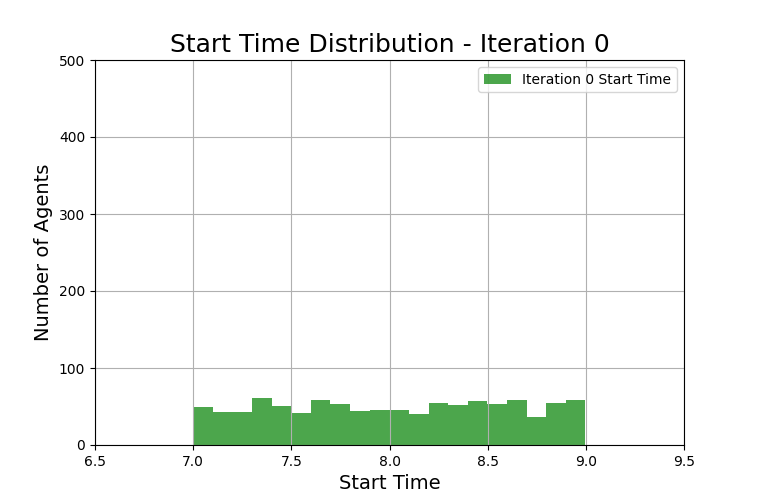 Start Time Distribution - Iteration 0
Iteration 0 Start Time
Number of Agents
500
400
300
200
100
0
6.5 7.0 7.5 8.0 8.5 9.0 9.5
Start Time